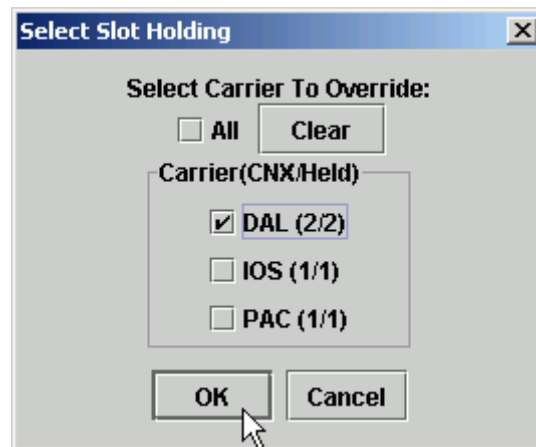 Select Slot Holding
Select Carrier To Override:
All Clear
Carrier(CNX/Held)
DAL (2/2)
IOS (1/1)
PAC (1/1)
OK Cancel